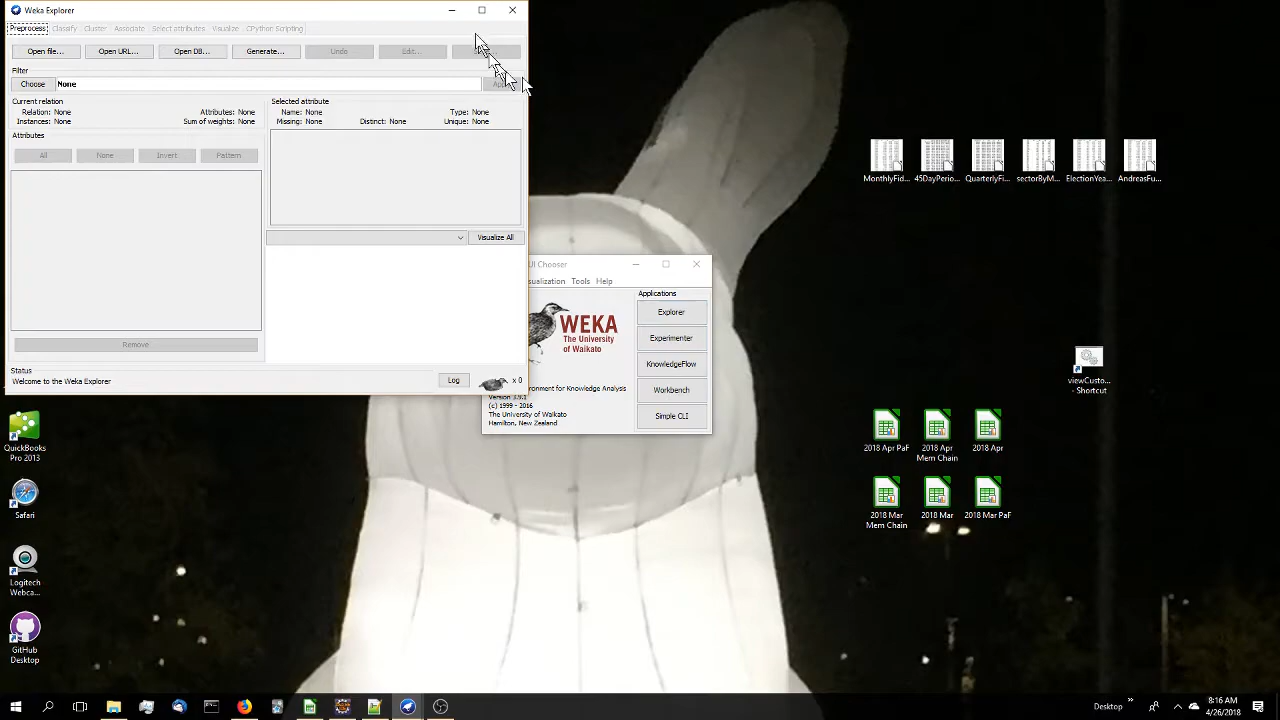 Weka Explorer
Preprocess Classify Cluster Associate Select attributes Visualize CPython Scripting
Open file... Open URL... Open DB... Generate... Undo Edit...
Filter
Choose None
Current relation
Relation: None Attributes: None
Instances: None Sum of weights: None
Selected attribute
Name: None Type: None
Missing: None Distinct: None Unique: None
Attributes
All None Invert Pattern
Visualize All
Remove
Status
Welcome to the Weka Explorer
Log x 0
UI Chooser
sualization Tools Help
Applications
Explorer
Experimenter
KnowledgeFlow
Workbench
Simple CLI
WEKA
The University
of Waikato
nvironment for Knowledge Analysis
Version 3.9.1
(c) 1999 - 2016
The University of Waikato
Hamilton, New Zealand
MonthlyFid... 45DayPerio... QuarterlyFi... sectorByM... ElectionYea... AndreasFu...
viewCusto...
- Shortcut
2018 Apr PaF
2018 Apr
Mem Chain
2018 Apr
2018 Mar
Mem Chain
2018 Mar
2018 Mar PaF
QuickBooks
Pro 2013
Safari
Logitech
Webca...
GitHub
Desktop
Desktop
8:16 AM
4/26/2018